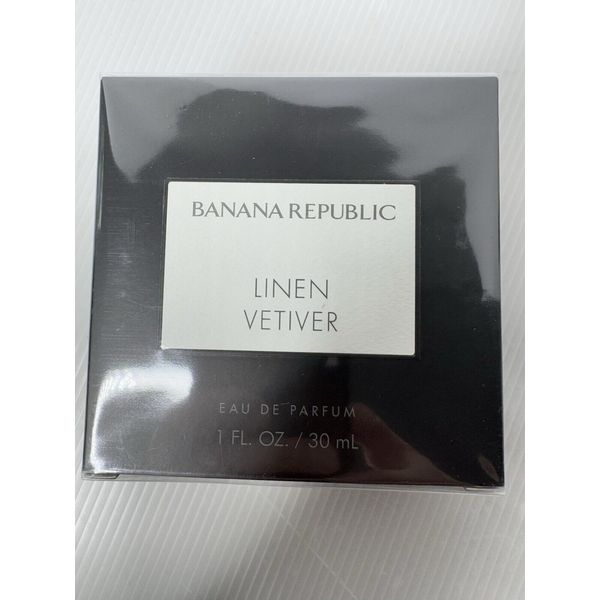 BANANA REPUBLIC
LINEN
VETIVER
EAU DE PARFUM
1 FL. OZ. / 30 mL